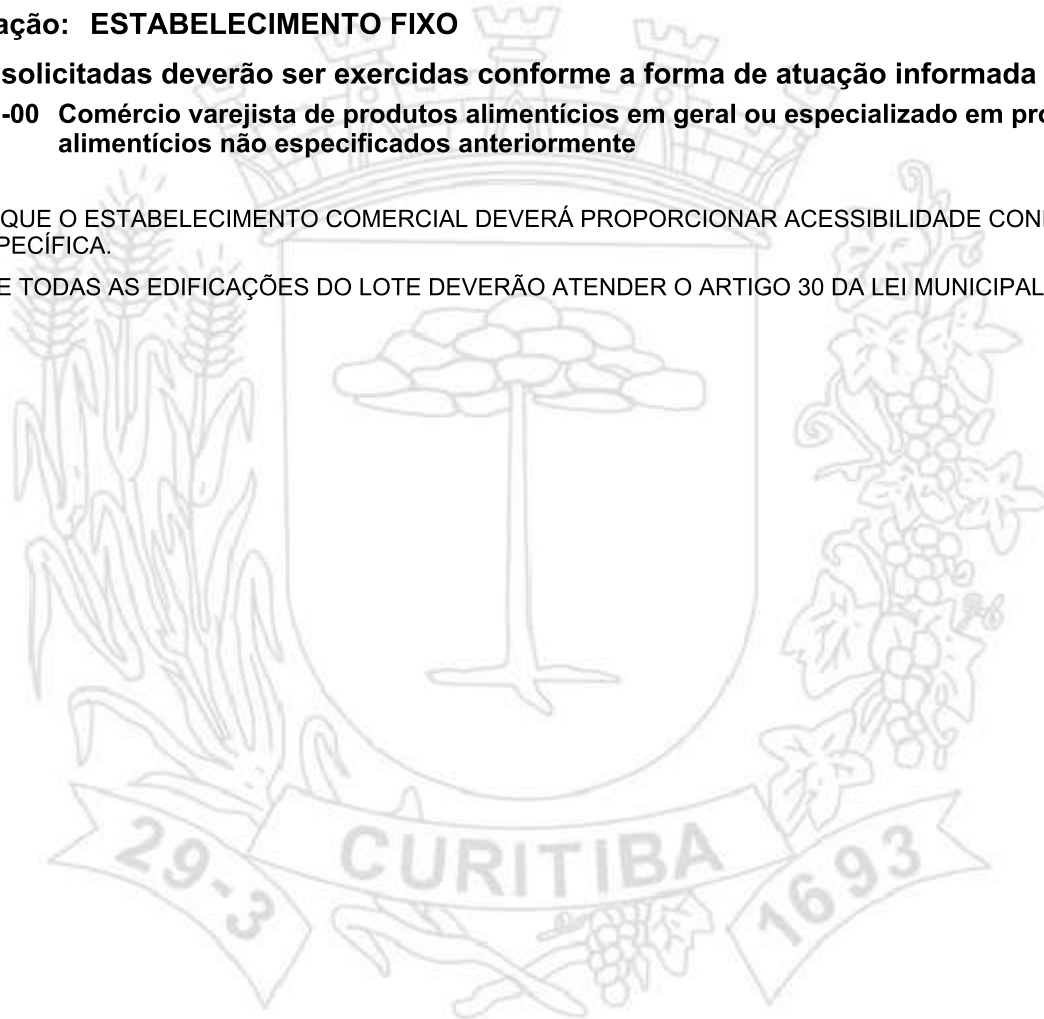 ação: ESTABELECIMENTO FIXO
solicitadas deverão ser exercidas conforme a forma de atuação informada
-00 Comércio varejista de produtos alimentícios em geral ou especializado em pro
alimentícios não especificados anteriormente
QUE O ESTABELECIMENTO COMERCIAL DEVERÁ PROPORCIONAR ACESSIBILIDADE CON
PECÍFICA.
E TODAS AS EDIFICAÇÕES DO LOTE DEVERÃO ATENDER O ARTIGO 30 DA LEI MUNICIPAL
29-3 CURITIBA 1693